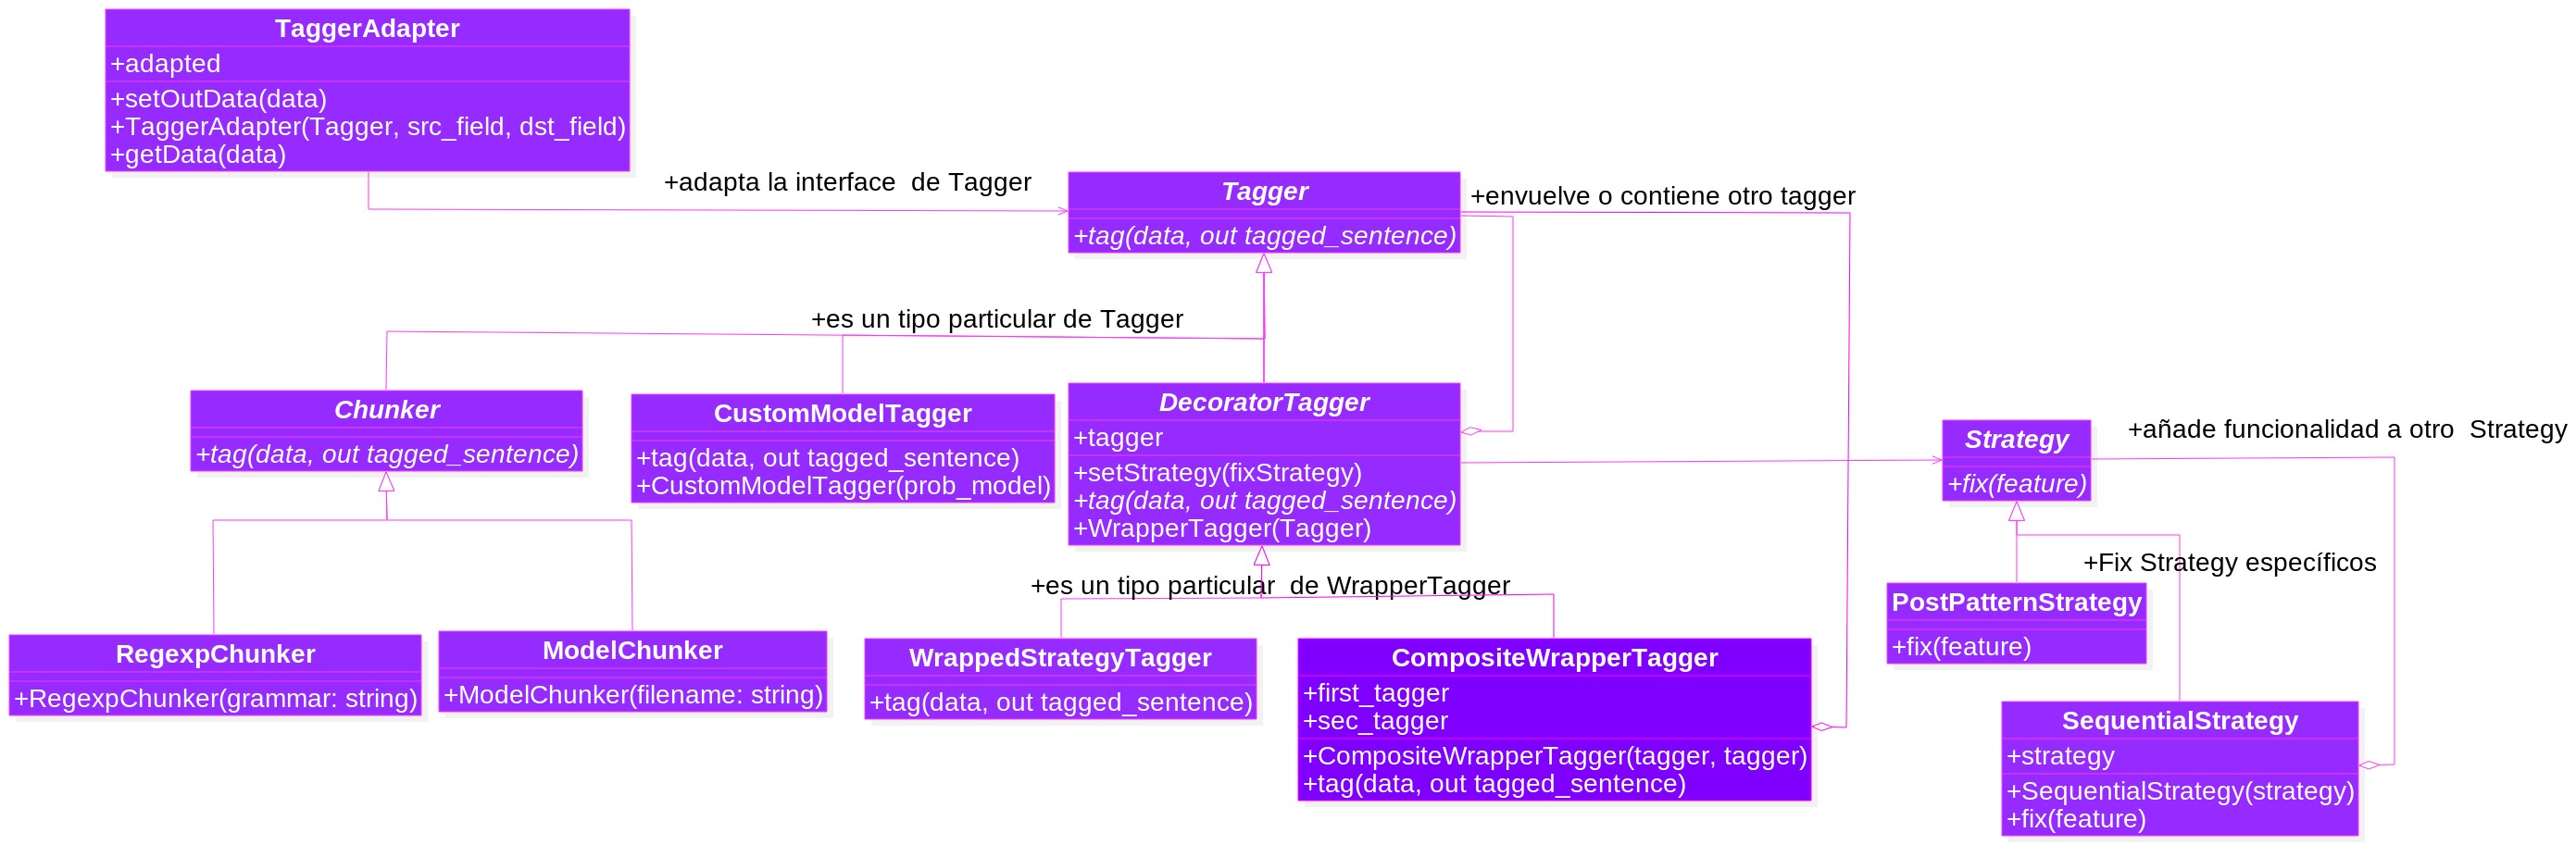 TaggerAdapter
+adapted
+setOutData(data)
+TaggerAdapter(Tagger, src_field, dst_field)
+getData(data)
+adapta la interface  de Tagger
Tagger
+tag(data, out tagged_sentence)
+envuelve o contiene otro tagger
+es un tipo particular de Tagger
Chunker
+tag(data, out tagged_sentence)
CustomModelTagger
+tag(data, out tagged_sentence)
+CustomModelTagger(prob_model)
DecoratorTagger
+tagger
+setStrategy(fixStrategy)
+tag(data, out tagged_sentence)
+WrapperTagger(Tagger)
Strategy
+fix(feature)
+añade funcionalidad a otro  Strategy
+es un tipo particular  de WrapperTagger
+Fix Strategy específicos
PostPatternStrategy
+fix(feature)
RegexpChunker
+RegexpChunker(grammar: string)
ModelChunker
+ModelChunker(filename: string)
WrappedStrategyTagger
+tag(data, out tagged_sentence)
CompositeWrapperTagger
+first_tagger
+sec_tagger
+CompositeWrapperTagger(tagger, tagger)
+tag(data, out tagged_sentence)
SequentialStrategy
+strategy
+SequentialStrategy(strategy)
+fix(feature)